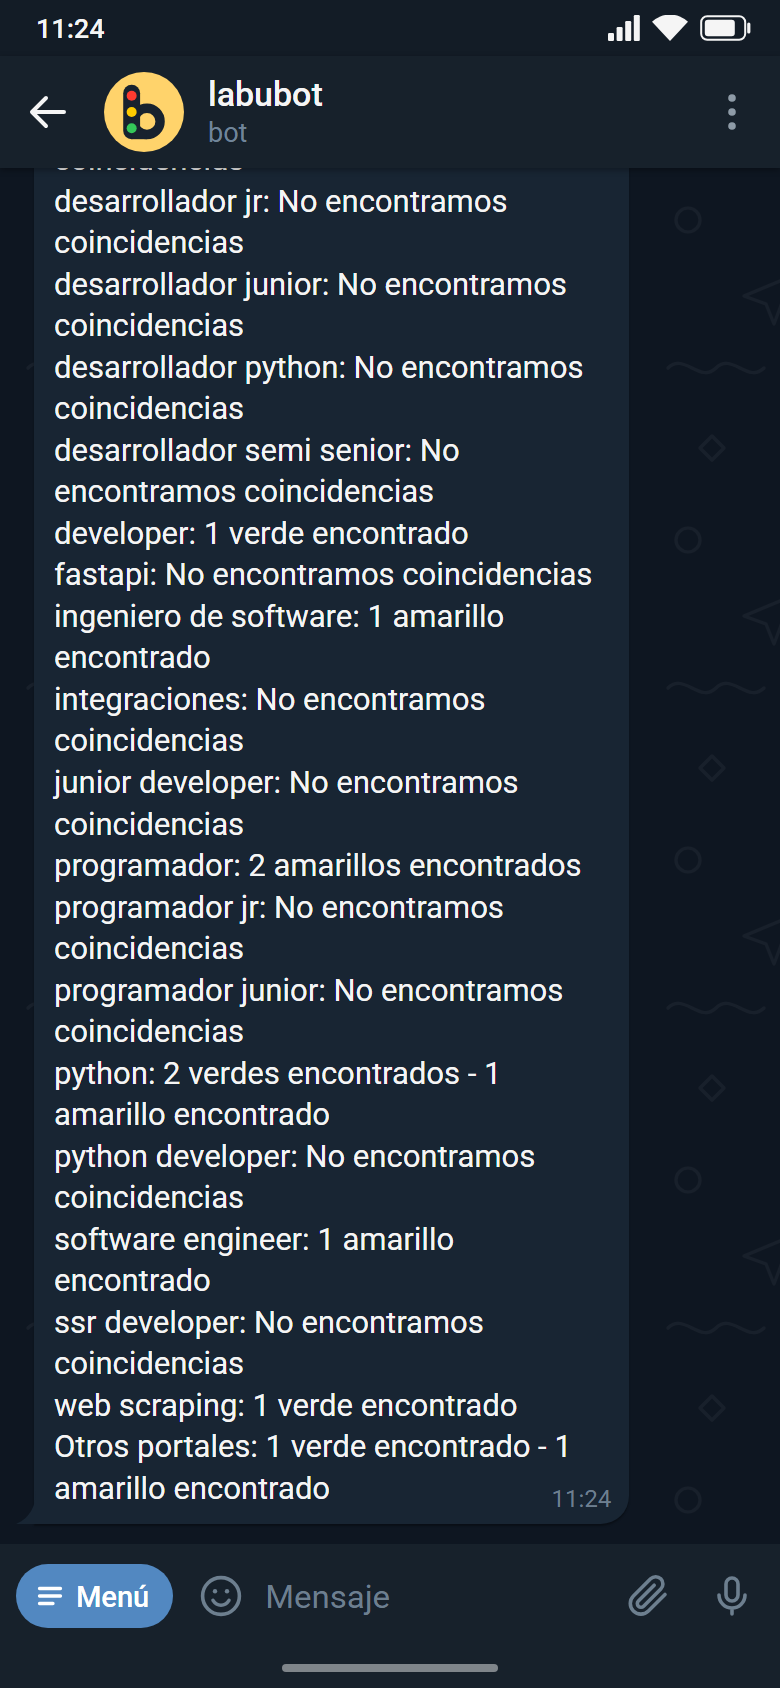 11:24
labubot
bot
coincidencias
desarrollador jr: No encontramos
coincidencias
desarrollador junior: No encontramos
coincidencias
desarrollador python: No encontramos
coincidencias
desarrollador semi senior: No
encontramos coincidencias
developer: 1 verde encontrado
fastapi: No encontramos coincidencias
ingeniero de software: 1 amarillo
encontrado
integraciones: No encontramos
coincidencias
junior developer: No encontramos
coincidencias
programador: 2 amarillos encontrados
programador jr: No encontramos
coincidencias
programador junior: No encontramos
coincidencias
python: 2 verdes encontrados - 1
amarillo encontrado
python developer: No encontramos
coincidencias
software engineer: 1 amarillo
encontrado
ssr developer: No encontramos
coincidencias
web scraping: 1 verde encontrado
Otros portales: 1 verde encontrado - 1
amarillo encontrado
11:24
Menú
Mensaje